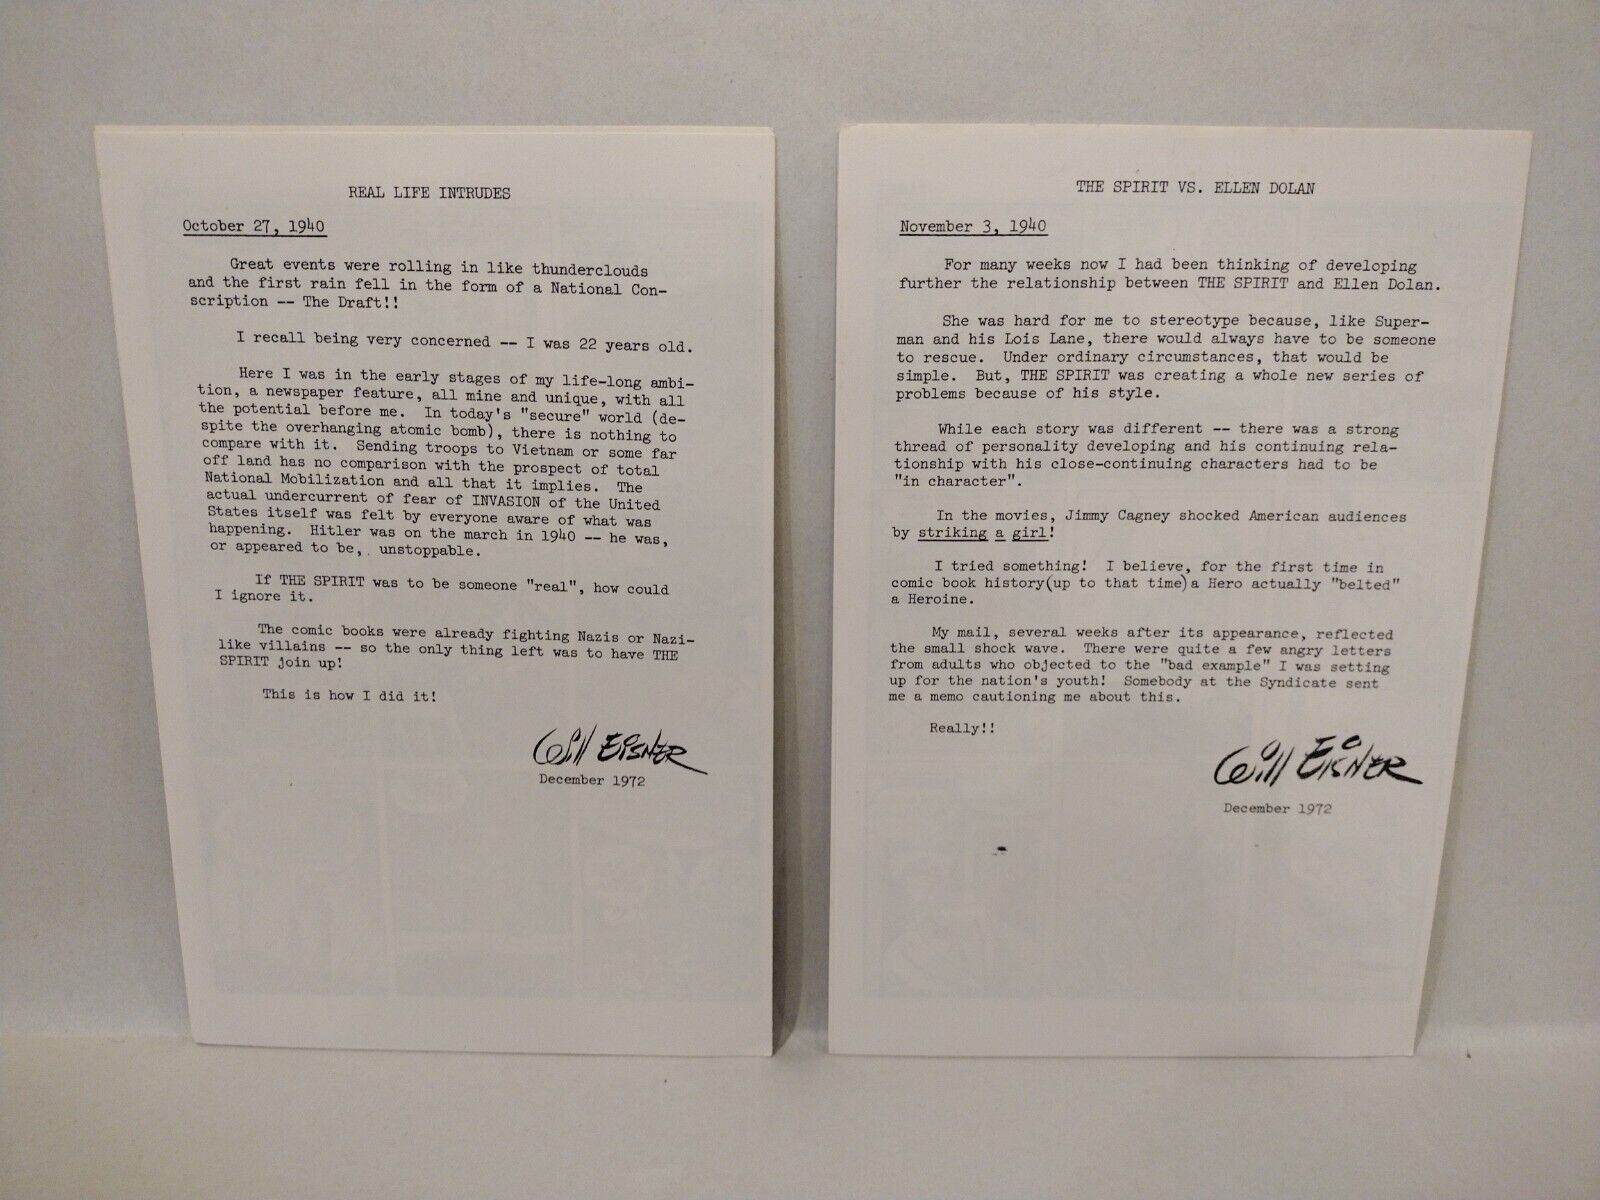 REAL LIFE INTRUDES
October 27, 1940
Great events were rolling in like thunderclouds
and the first rain fell in the form of a National Con-
scription -- The Draft!!
I recall being very concerned -- I was 22 years old.
Here I was in the early stages of my life-long ambi-
tion, a newspaper feature, all mine and unique, with all
the potential before me. In today's "secure" world (de-
spite the overhanging atomic bomb), there is nothing to
compare with it. Sending troops to Vietnam or some far
off land has no comparison with the prospect of total
National Mobilization and all that it implies. The
actual undercurrent of fear of INVASION of the United
States itself was felt by everyone aware of what was
happening. Hitler was on the march in 1940 -- he was,
or appeared to be, unstoppable.
If THE SPIRIT was to be someone "real", how could
I ignore it.
The comic books were already fighting Nazis or Nazi-
like villains -- so the only thing left was to have THE
SPIRIT join up!
This is how I did it!
Will Eisner
December 1972
THE SPIRIT VS. ELLEN DOLAN
November 3, 1940
For many weeks now I had been thinking of developing
further the relationship between THE SPIRIT and Ellen Dolan.
She was hard for me to stereotype because, like Super-
man and his Lois Lane, there would always have to be someone
to rescue. Under ordinary circumstances, that would be
simple. But, THE SPIRIT was creating a whole new series of
problems because of his style.
While each story was different -- there was a strong
thread of personality developing and his continuing rela-
tionship with his close-continuing characters had to be
"in character".
In the movies, Jimmy Cagney shocked American audiences
by striking a girl!
I tried something! I believe, for the first time in
comic book history(up to that time)a Hero actually "belted"
a Heroine.
My mail, several weeks after its appearance, reflected
the small shock wave. There were quite a few angry letters
from adults who objected to the "bad example" I was setting
up for the nation's youth! Somebody at the Syndicate sent
me a memo cautioning me about this.
Really!!
Will Eisner
December 1972